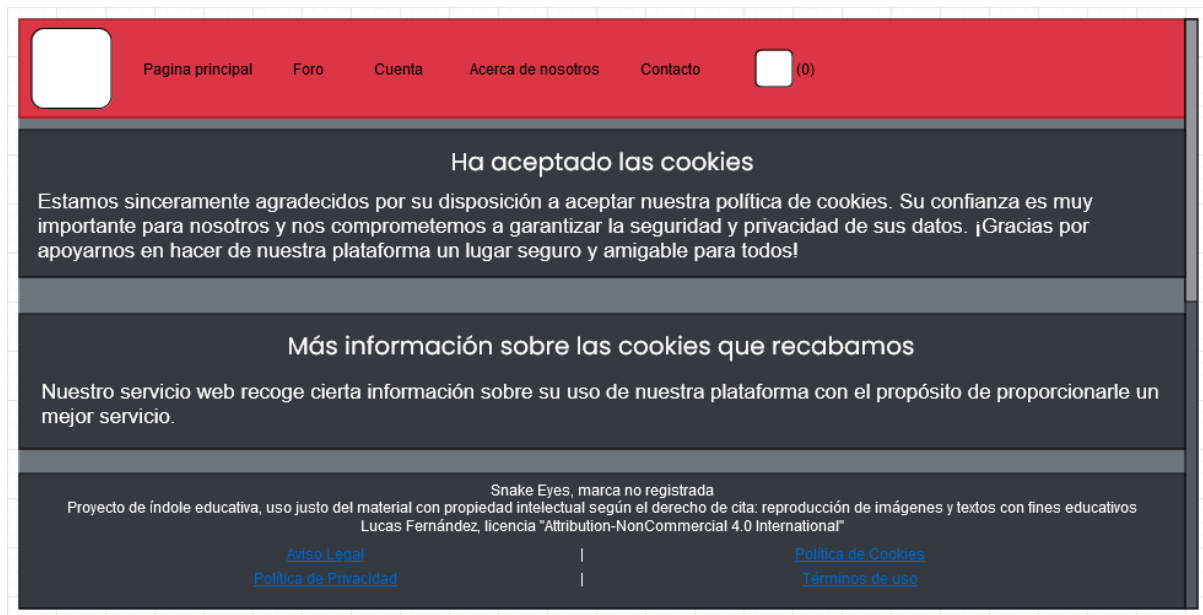 Pagina principal Foro Cuenta Acerca de nosotros Contacto (0)
Ha aceptado las cookies
Estamos sinceramente agradecidos por su disposición a aceptar nuestra política de cookies. Su confianza es muy
importante para nosotros y nos comprometemos a garantizar la seguridad y privacidad de sus datos. ¡Gracias por
apoyarnos en hacer de nuestra plataforma un lugar seguro y amigable para todos!
Más información sobre las cookies que recabamos
Nuestro servicio web recoge cierta información sobre su uso de nuestra plataforma con el propósito de proporcionarle un
mejor servicio.
Snake Eyes, marca no registrada
Proyecto de índole educativa, uso justo del material con propiedad intelectual según el derecho de cita: reproducción de imágenes y textos con fines educativos
Lucas Fernández, licencia "Attribution-NonCommercial 4.0 International"
Aviso Legal | Política de Cookies
Política de Privacidad | Términos de uso